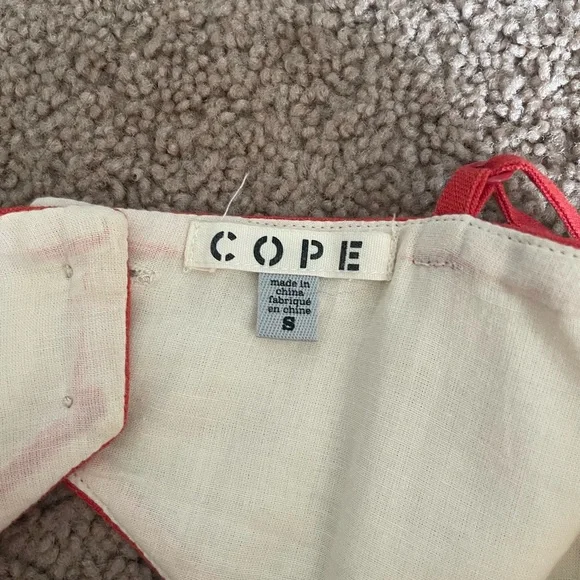 COPE
made in
china
fabriqué
en chine
S